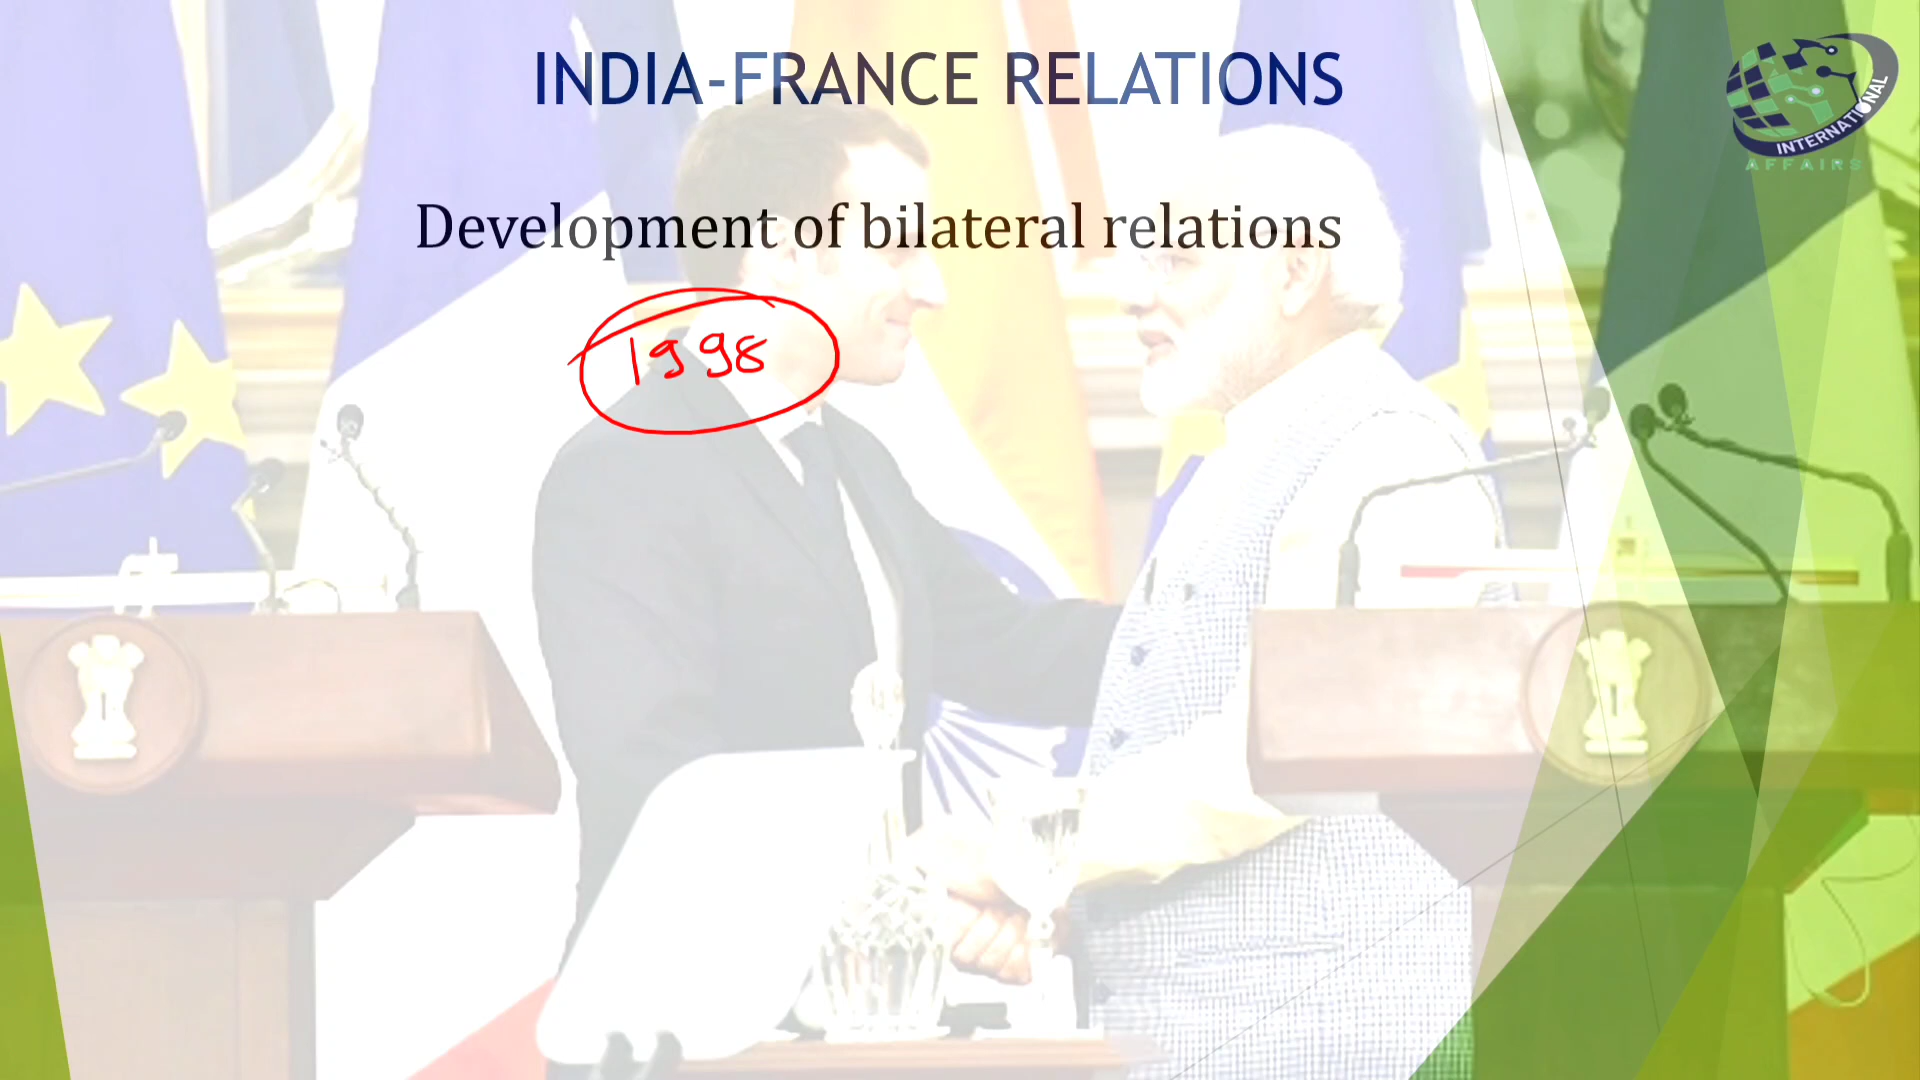 INDIA-FRANCE RELATIONS
INTERNATIONAL
AFFAIRS
Development of bilateral relations
1998